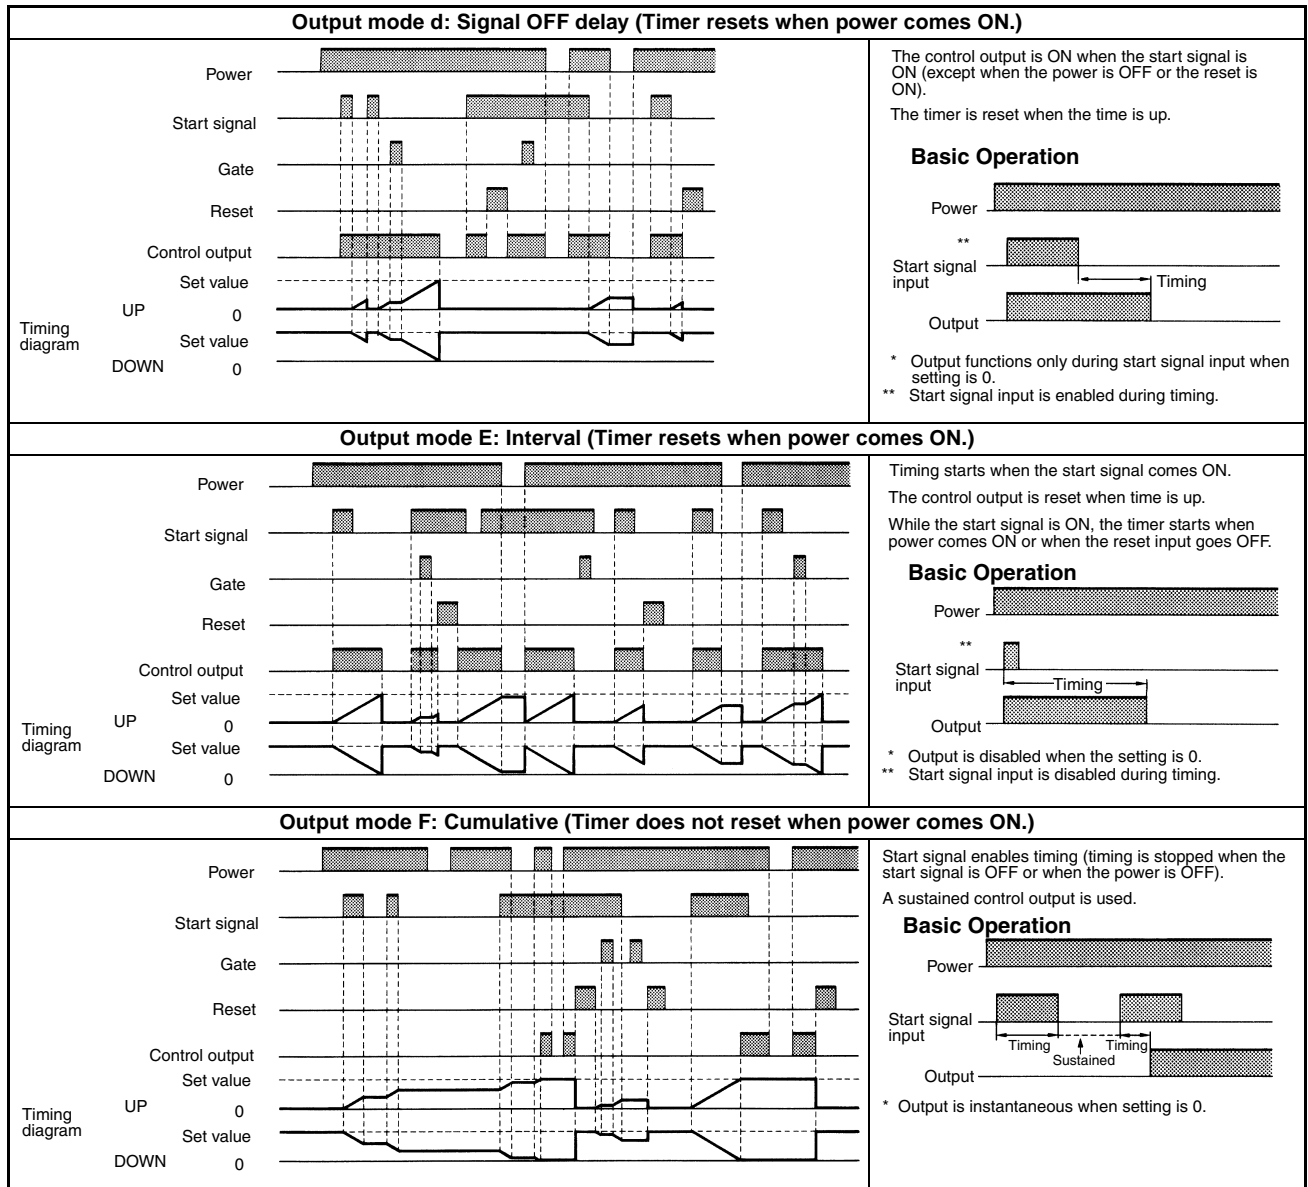 Output mode d: Signal OFF delay (Timer resets when power comes ON.)
Power
Start signal
Gate
Reset
Control output
Set value
UP
0
Timing
diagram
Set value
DOWN
0
The control output is ON when the start signal is
ON (except when the power is OFF or the reset is
ON).
The timer is reset when the time is up.
Basic Operation
Power
**
Start signal
input
Timing
Output
* Output functions only during start signal input when
setting is 0.
** Start signal input is enabled during timing.
Output mode E: Interval (Timer resets when power comes ON.)
Power
Start signal
Gate
Reset
Control output
Set value
UP
0
Timing
diagram
Set value
DOWN
0
Timing starts when the start signal comes ON.
The control output is reset when time is up.
While the start signal is ON, the timer starts when
power comes ON or when the reset input goes OFF.
Basic Operation
Power
**
Start signal
input
Timing
Output
* Output is disabled when the setting is 0.
** Start signal input is disabled during timing.
Output mode F: Cumulative (Timer does not reset when power comes ON.)
Power
Start signal
Gate
Reset
Control output
Set value
UP
0
Timing
diagram
Set value
DOWN
0
Start signal enables timing (timing is stopped when the
start signal is OFF or when the power is OFF).
A sustained control output is used.
Basic Operation
Power
Start signal
input
Timing
Timing
Sustained
Output
* Output is instantaneous when setting is 0.